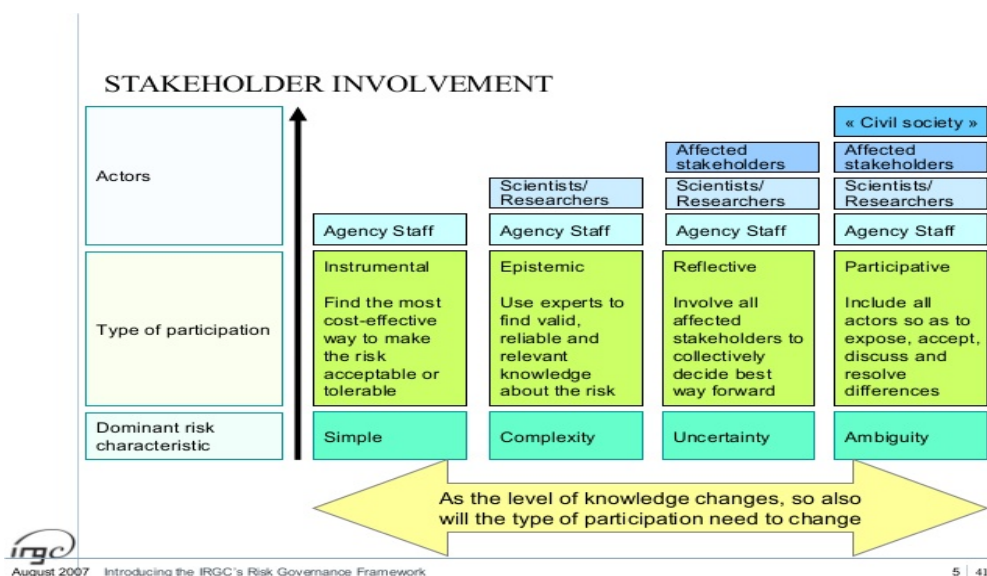 STAKEHOLDER INVOLVEMENT
Actors
« Civil society »
Affected
stakeholders
Affected
stakeholders
Scientists/
Researchers
Scientists/
Researchers
Scientists/
Researchers
Agency Staff
Agency Staff
Agency Staff
Agency Staff
Type of participation
Instrumental
Find the most
cost-effective
way to make
the risk
acceptable or
tolerable
Epistemic
Use experts to
find valid,
reliable and
relevant
knowledge
about the risk
Reflective
Involve all
affected
stakeholders to
collectively
decide best
way forward
Participative
Include all
actors so as to
expose, accept,
discuss and
resolve
differences
Dominant risk
characteristic
Simple
Complexity
Uncertainty
Ambiguity
As the level of knowledge changes, so also
will the type of participation need to change
irgc
August 2007 Introducing the IRGC's Risk Governance Framework
5 | 41